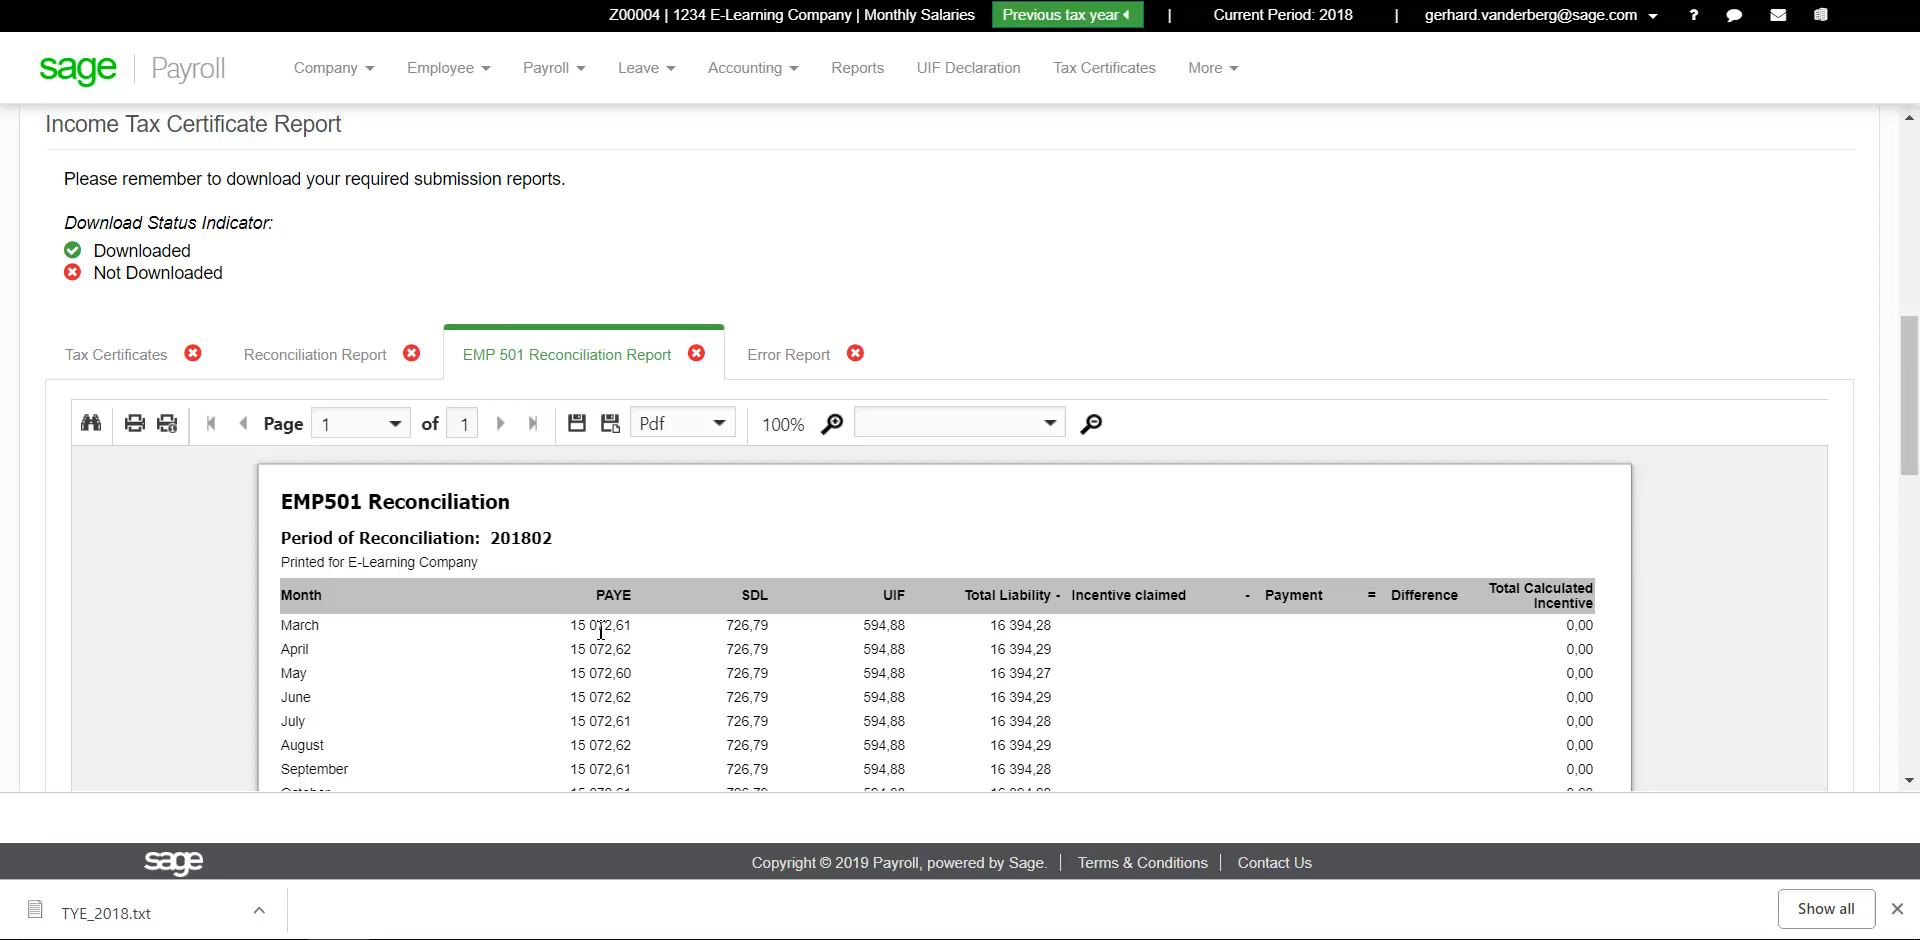 Z00004 | 1234 E-Learning Company | Monthly Salaries Previous tax year | Current Period: 2018 | gerhard.vanderberg@sage.com ?
sage Payroll Company Employee Payroll Leave Accounting Reports UIF Declaration Tax Certificates More
Income Tax Certificate Report
Please remember to download your required submission reports.
Download Status Indicator:
Downloaded
Not Downloaded
Tax Certificates Reconciliation Report EMP 501 Reconciliation Report Error Report
Page 1 of 1 Pdf 100%
EMP501 Reconciliation
Period of Reconciliation: 201802
Printed for E-Learning Company
Month PAYE SDL UIF Total Liability - Incentive claimed - Payment = Difference Total Calculated Incentive
March 15 072,61 726,79 594,88 16 394,28 0,00
April 15 072,62 726,79 594,88 16 394,29 0,00
May 15 072,60 726,79 594,88 16 394,27 0,00
June 15 072,62 726,79 594,88 16 394,29 0,00
July 15 072,61 726,79 594,88 16 394,28 0,00
August 15 072,62 726,79 594,88 16 394,29 0,00
September 15 072,61 726,79 594,88 16 394,28 0,00
sage Copyright © 2019 Payroll, powered by Sage. | Terms & Conditions | Contact Us
TYE_2018.txt Show all